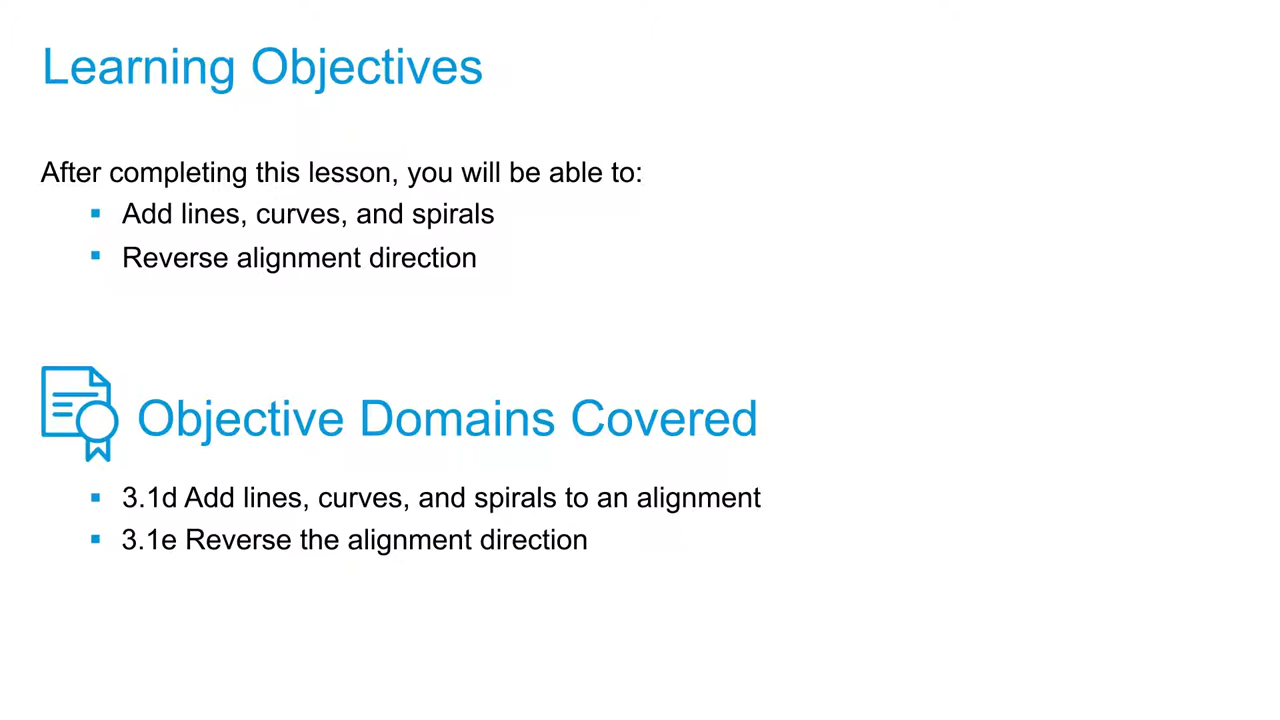 Learning Objectives
After completing this lesson, you will be able to:
▪ Add lines, curves, and spirals
▪ Reverse alignment direction
Objective Domains Covered
▪ 3.1d Add lines, curves, and spirals to an alignment
▪ 3.1e Reverse the alignment direction